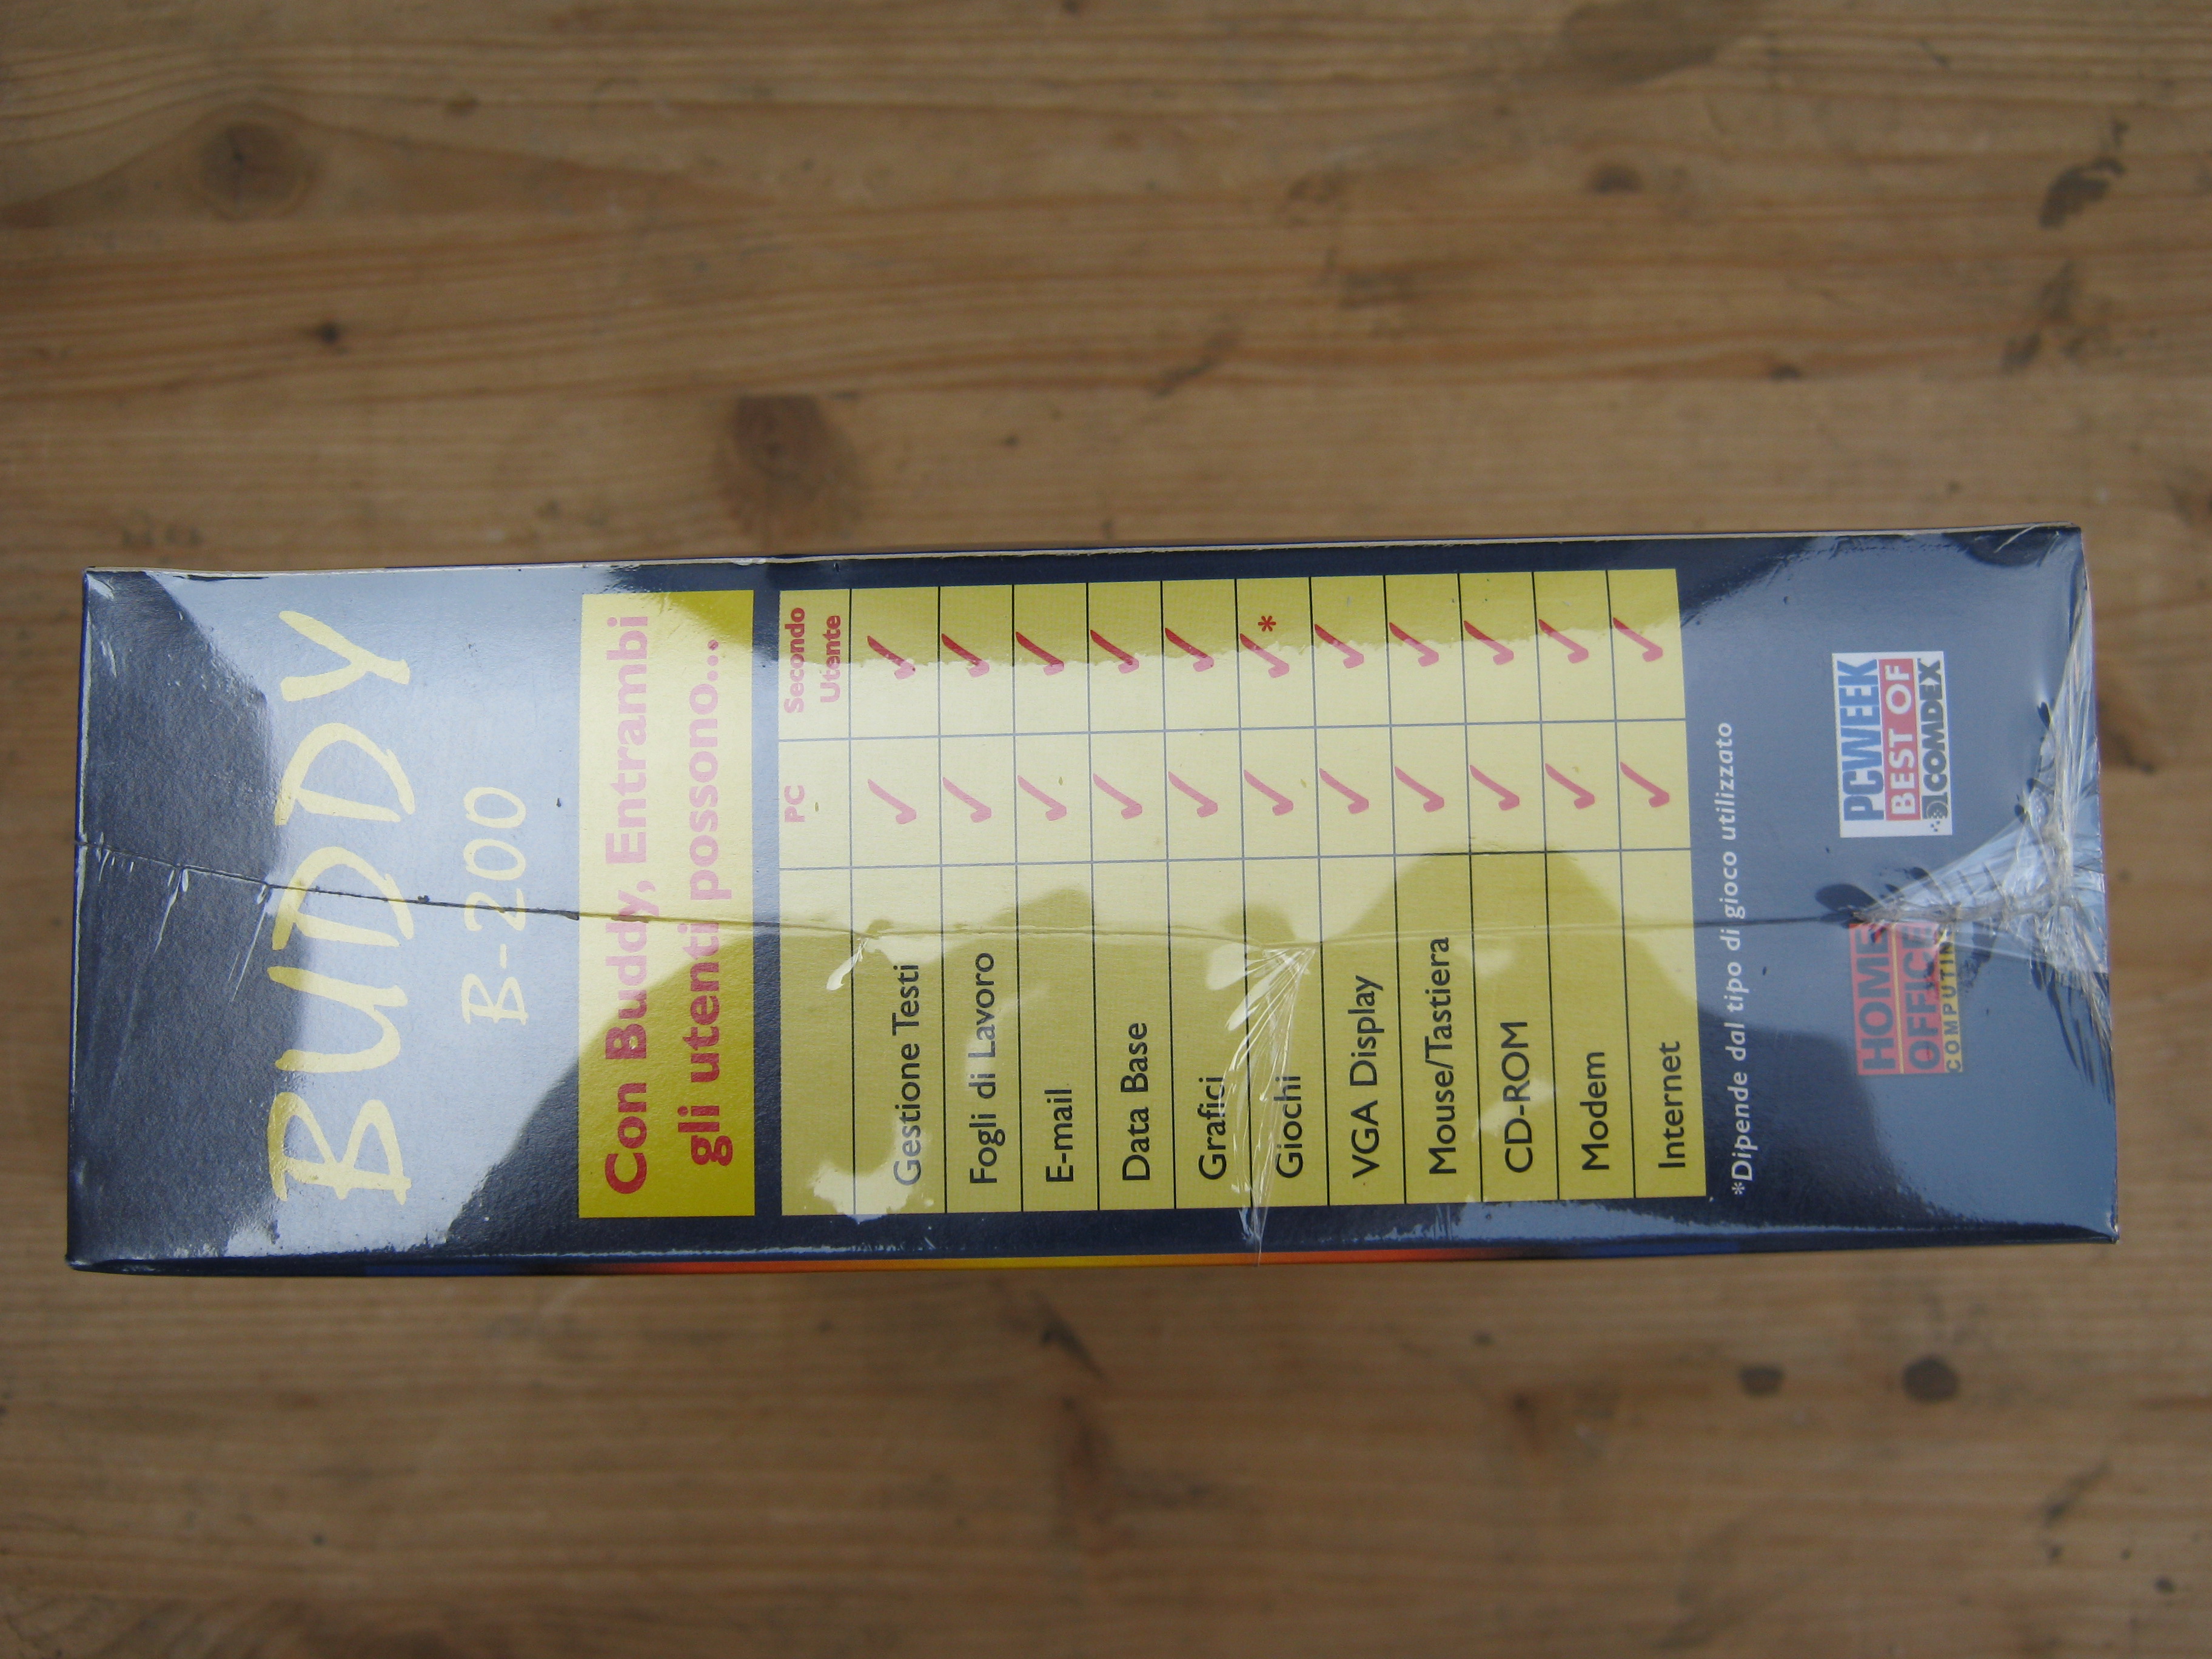 BUDDY
B-200
Con Buddy, Entrambi
gli utenti possono...
PC Secondo Utente
Gestione Testi ✓ ✓
Fogli di Lavoro ✓ ✓
E-mail ✓ ✓
Data Base ✓ ✓
Grafici ✓ ✓
Giochi ✓ ✓*
VGA Display ✓ ✓
Mouse/Tastiera ✓ ✓
CD-ROM ✓ ✓
Modem ✓ ✓
Internet ✓ ✓
*Dipende dal tipo di gioco utilizzato
HOME
OFFICE
COMPUTING
PCWEEK
BEST OF
COMDEX